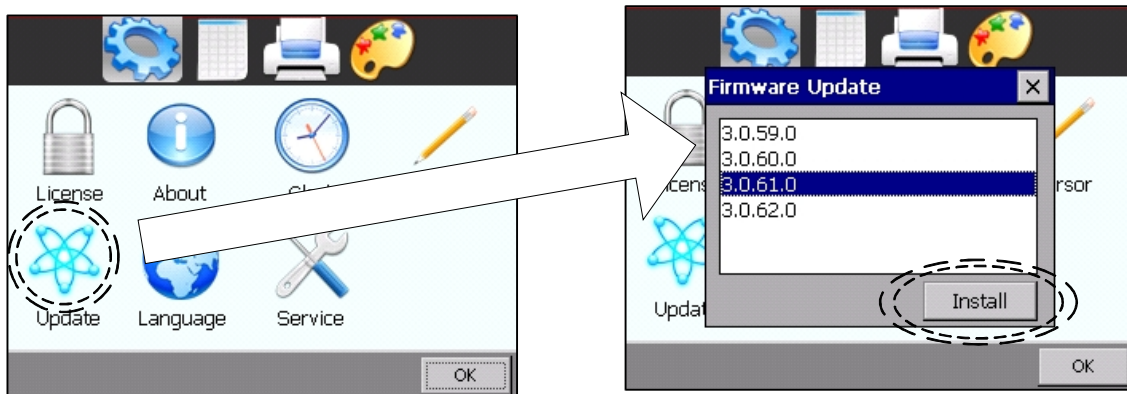 License
About
Update
Language
Service
OK
Firmware Update
3.0.59.0
3.0.60.0
3.0.61.0
3.0.62.0
Install
OK